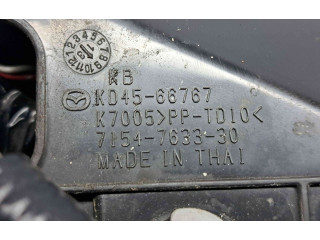 KB
KD45-66767
K7005>PP-TD10<
7154-7633-30
MADE IN THAI